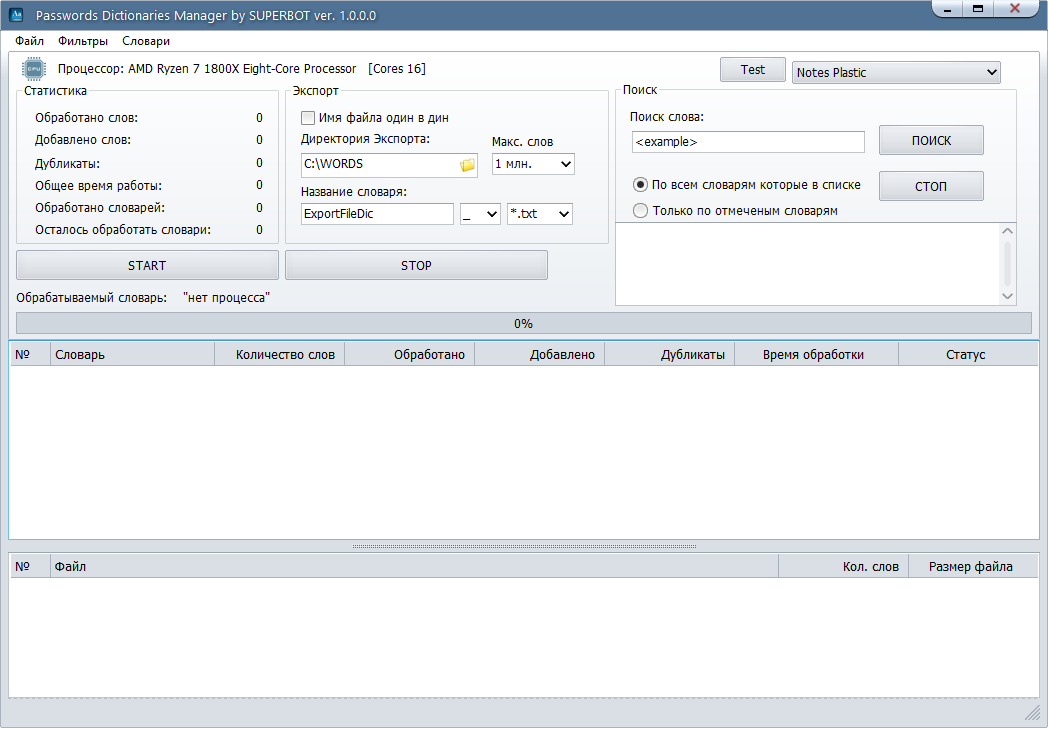 Passwords Dictionaries Manager by SUPERBOT ver. 1.0.0.0
Файл Фильтры Словари
CPU Процессор: AMD Ryzen 7 1800X Eight-Core Processor [Cores 16] Test Notes Plastic
Статистика
Обработано слов: 0
Добавлено слов: 0
Дубликаты: 0
Общее время работы: 0
Обработано словарей: 0
Осталось обработать словари: 0
Экспорт
Имя файла один в дин
Директория Экспорта: Макс. слов
C:\WORDS 1 млн.
Название словаря:
ExportFileDic _ *.txt
Поиск
Поиск слова:
<example> ПОИСК
По всем словарям которые в списке СТОП
Только по отмеченым словарям
START STOP
Обрабатываемый словарь: "нет процесса"
0%
№ Словарь Количество слов Обработано Добавлено Дубликаты Время обработки Статус
№ Файл Кол. слов Размер файла